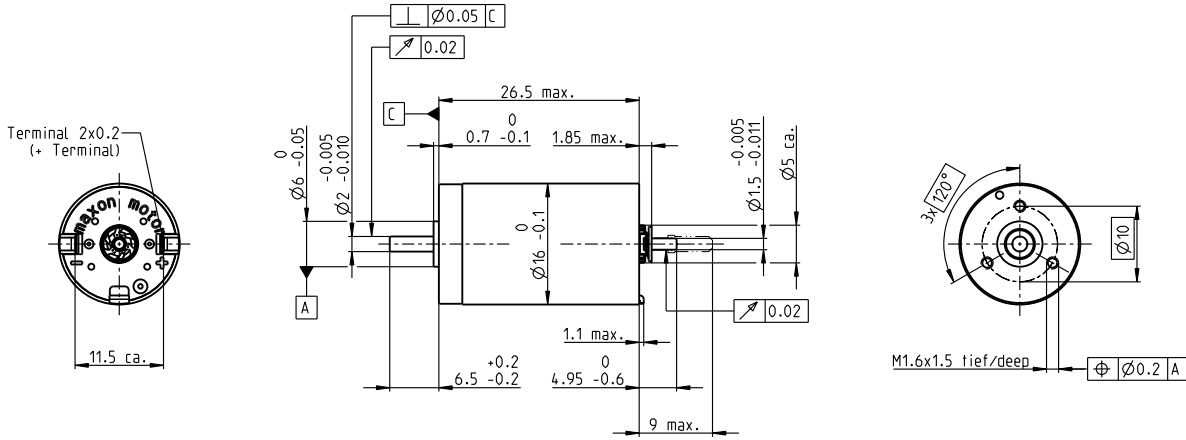 Terminal 2x0.2
(+ Terminal)
maxon motor
- +
11.5 ca.
⊥ Ø0.05 C
↗ 0.02
C
26.5 max.
0
0.7 -0.1
1.85 max.
0
Ø6 -0.05
-0.005
Ø2 -0.010
0
Ø16 -0.1
-0.005
Ø1.5 -0.011
Ø5 ca.
A
↗ 0.02
1.1 max.
+0.2
6.5 -0.2
0
4.95 -0.6
9 max.
3x 120°
Ø10
M1.6x1.5 tief/deep
⌖ Ø0.2 A